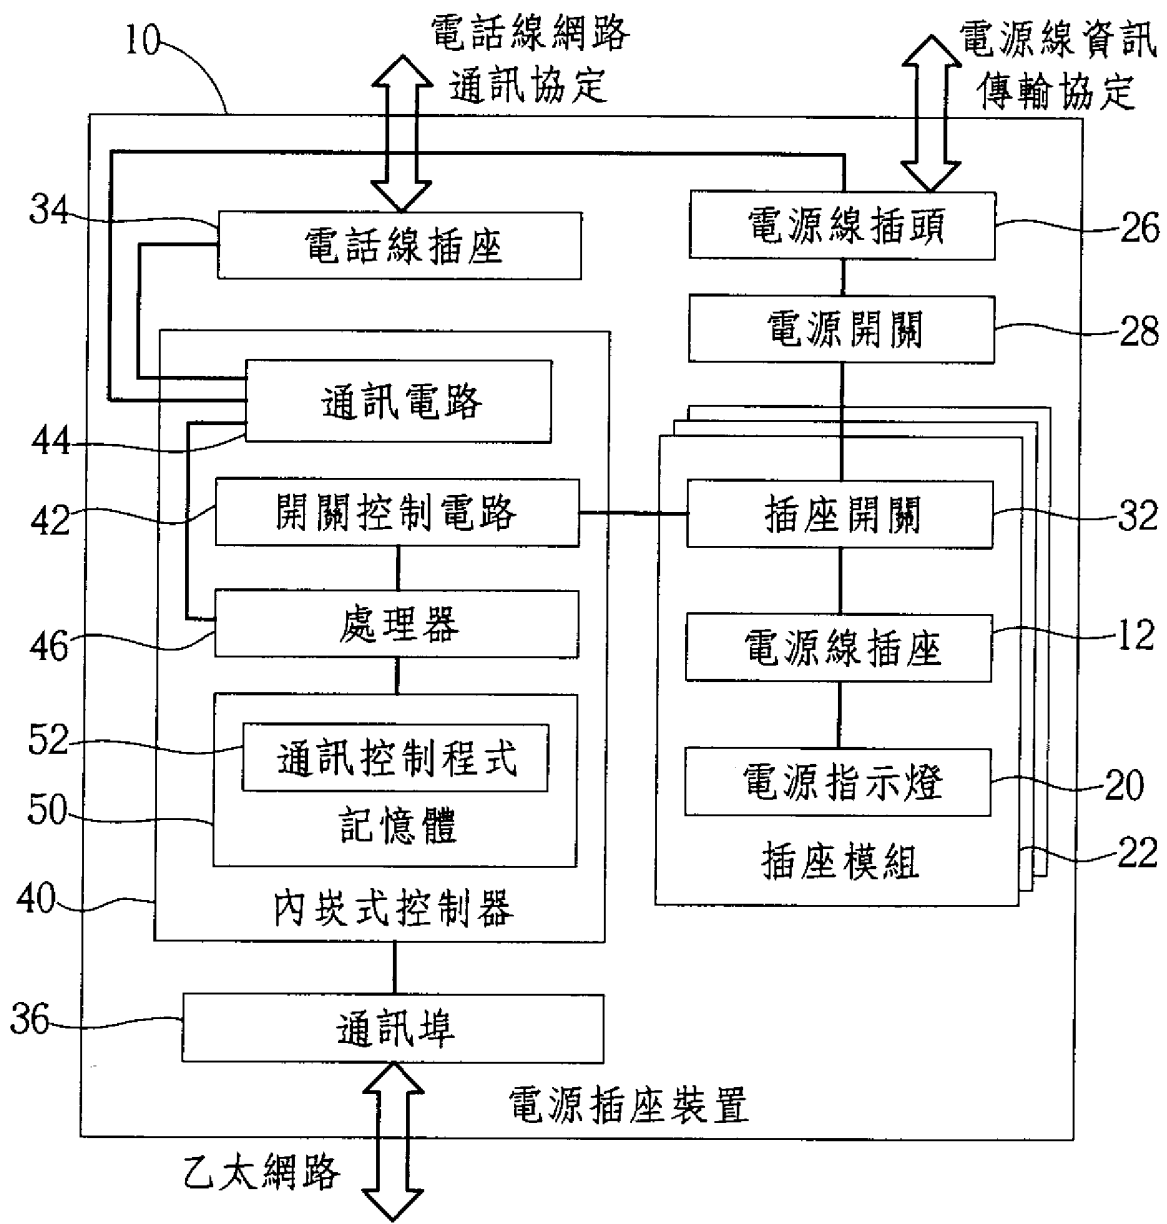 10
電話線網路
通訊協定
電源線資訊
傳輸協定
34
電話線插座
電源線插頭
26
電源開關
28
通訊電路
44
42
開關控制電路
插座開關
32
46
處理器
電源線插座
12
52
通訊控制程式
電源指示燈
20
50
記憶體
插座模組
22
40
內崁式控制器
36
通訊埠
電源插座裝置
乙太網路